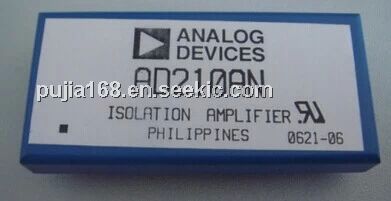 ANALOG
DEVICES
AD210AN
pujia168.en.seekic.com
ISOLATION AMPLIFIER
PHILIPPINES 0621-06